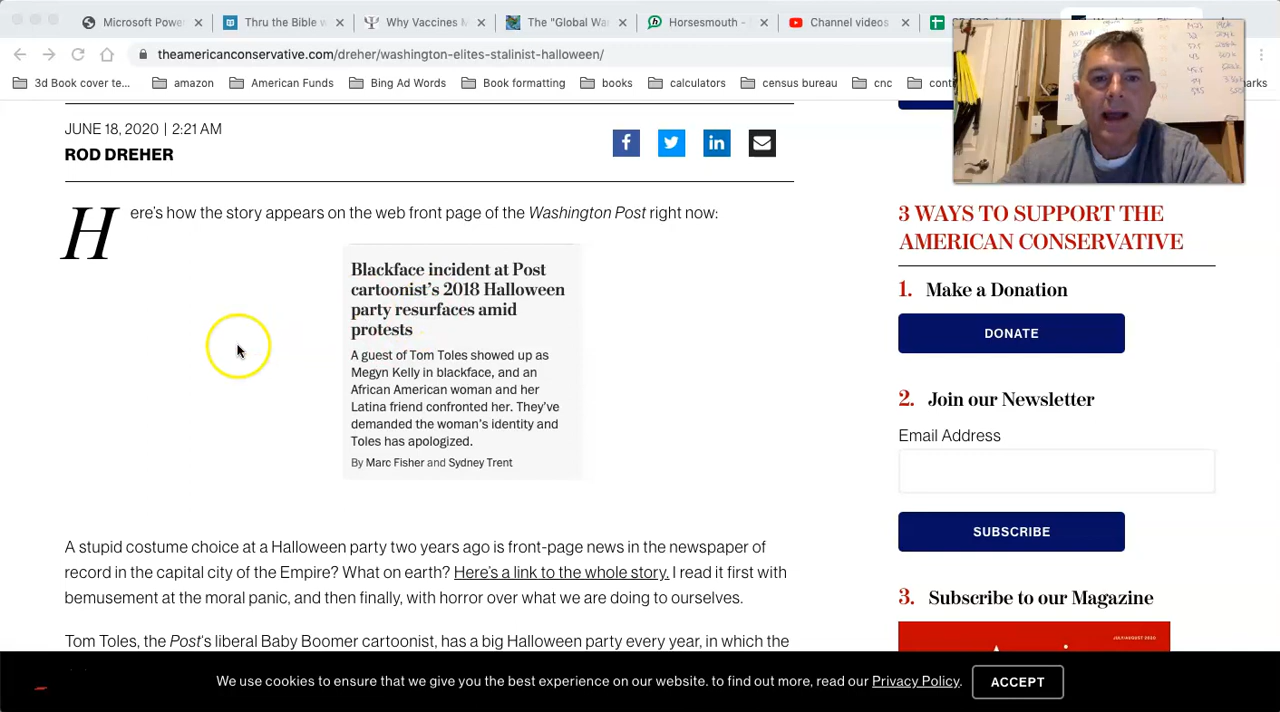 Microsoft Power
Thru the Bible w
Why Vaccines M
The "Global Wa
Horsesmouth -
Channel videos
theamericanconservative.com/dreher/washington-elites-stalinst-halloween/
3d Book cover te...
amazon
American Funds
Bing Ad Words
Book formatting
books
calculators
census bureau
cnc
JUNE 18, 2020 | 2:21 AM
ROD DREHER
Here's how the story appears on the web front page of the Washington Post right now:
Blackface incident at Post
cartoonist's 2018 Halloween
party resurfaces amid
protests
A guest of Tom Toles showed up as
Megyn Kelly in blackface, and an
African American woman and her
Latina friend confronted her. They've
demanded the woman's identity and
Toles has apologized.
By Marc Fisher and Sydney Trent
A stupid costume choice at a Halloween party two years ago is front-page news in the newspaper of
record in the capital city of the Empire? What on earth? Here's a link to the whole story. I read it first with
bemusement at the moral panic, and then finally, with horror over what we are doing to ourselves.
Tom Toles, the Post's liberal Baby Boomer cartoonist, has a big Halloween party every year, in which the
3 WAYS TO SUPPORT THE
AMERICAN CONSERVATIVE
1. Make a Donation
DONATE
2. Join our Newsletter
Email Address
SUBSCRIBE
3. Subscribe to our Magazine
JULY/AUGUST 2020
We use cookies to ensure that we give you the best experience on our website. to find out more, read our Privacy Policy.
ACCEPT